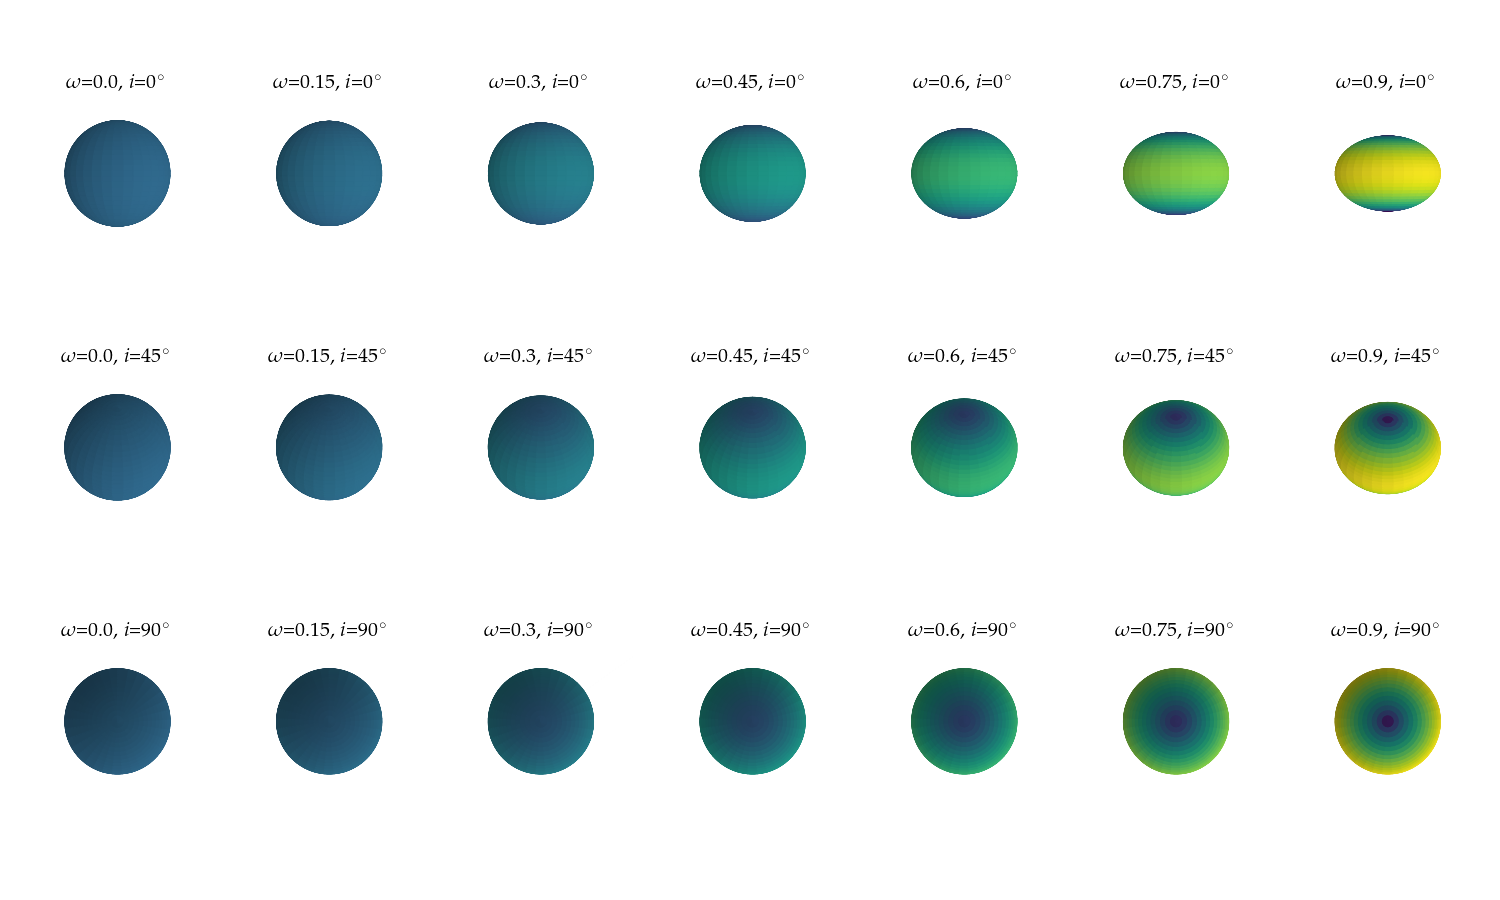 ω=0.0, i=0°
ω=0.15, i=0°
ω=0.3, i=0°
ω=0.45, i=0°
ω=0.6, i=0°
ω=0.75, i=0°
ω=0.9, i=0°
ω=0.0, i=45°
ω=0.15, i=45°
ω=0.3, i=45°
ω=0.45, i=45°
ω=0.6, i=45°
ω=0.75, i=45°
ω=0.9, i=45°
ω=0.0, i=90°
ω=0.15, i=90°
ω=0.3, i=90°
ω=0.45, i=90°
ω=0.6, i=90°
ω=0.75, i=90°
ω=0.9, i=90°